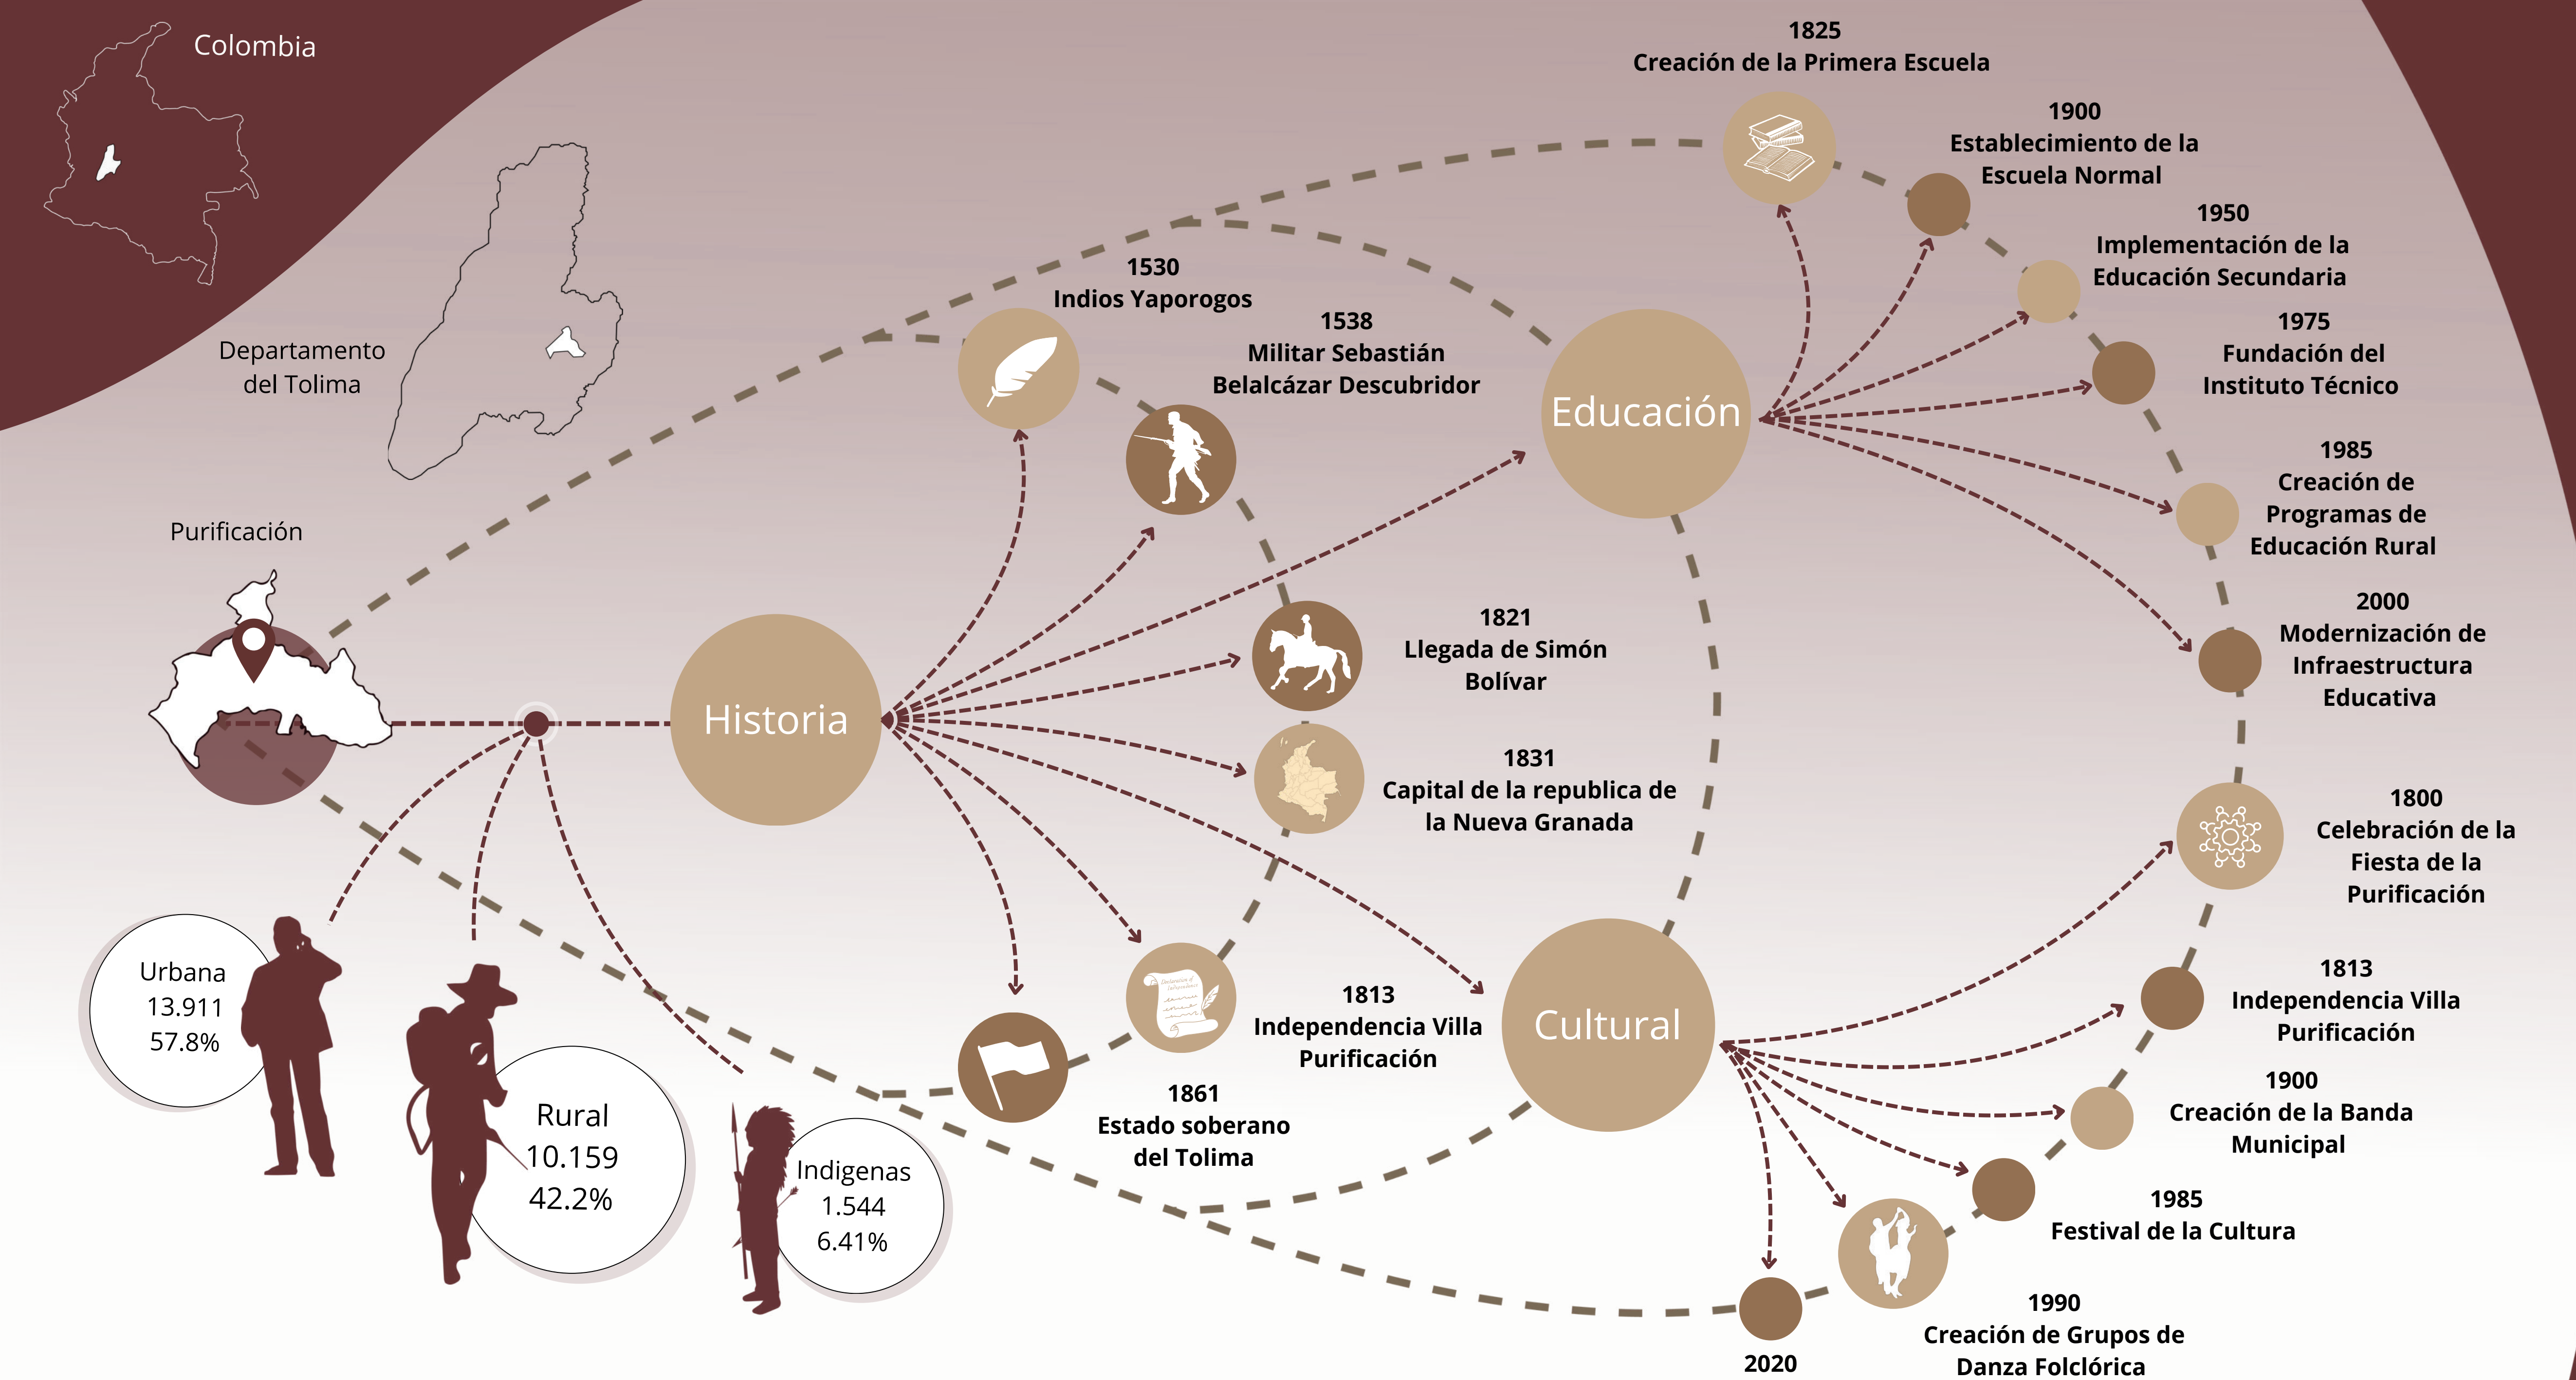 Colombia
Departamento
del Tolima
Purificación
Urbana
13.911
57.8%
Rural
10.159
42.2%
Indigenas
1.544
6.41%
Historia
1530
Indios Yaporogos
1538
Militar Sebastián
Belalcázar Descubridor
1821
Llegada de Simón
Bolívar
1831
Capital de la republica de
la Nueva Granada
1813
Independencia Villa
Purificación
1861
Estado soberano
del Tolima
Educación
1825
Creación de la Primera Escuela
1900
Establecimiento de la
Escuela Normal
1950
Implementación de la
Educación Secundaria
1975
Fundación del
Instituto Técnico
1985
Creación de
Programas de
Educación Rural
2000
Modernización de
Infraestructura
Educativa
Cultural
1800
Celebración de la
Fiesta de la
Purificación
1813
Independencia Villa
Purificación
1900
Creación de la Banda
Municipal
1985
Festival de la Cultura
1990
Creación de Grupos de
Danza Folclórica
2020